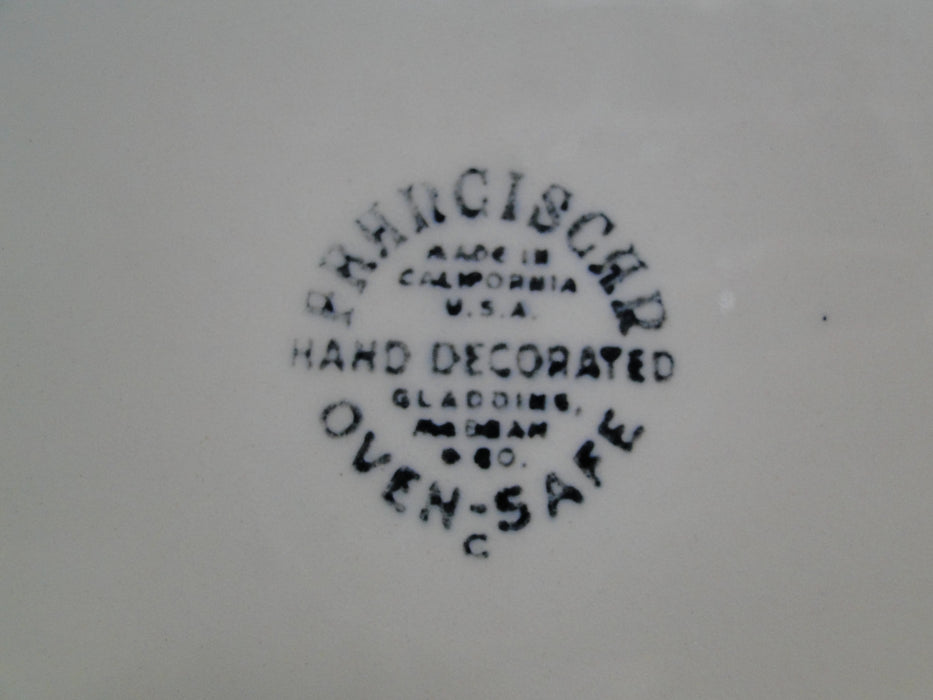 FRANCISCAN
MADE IN
CALIFORNIA
U.S.A.
HAND DECORATED
GLADDING,
McBEAN
& CO.
OVEN-SAFE
C